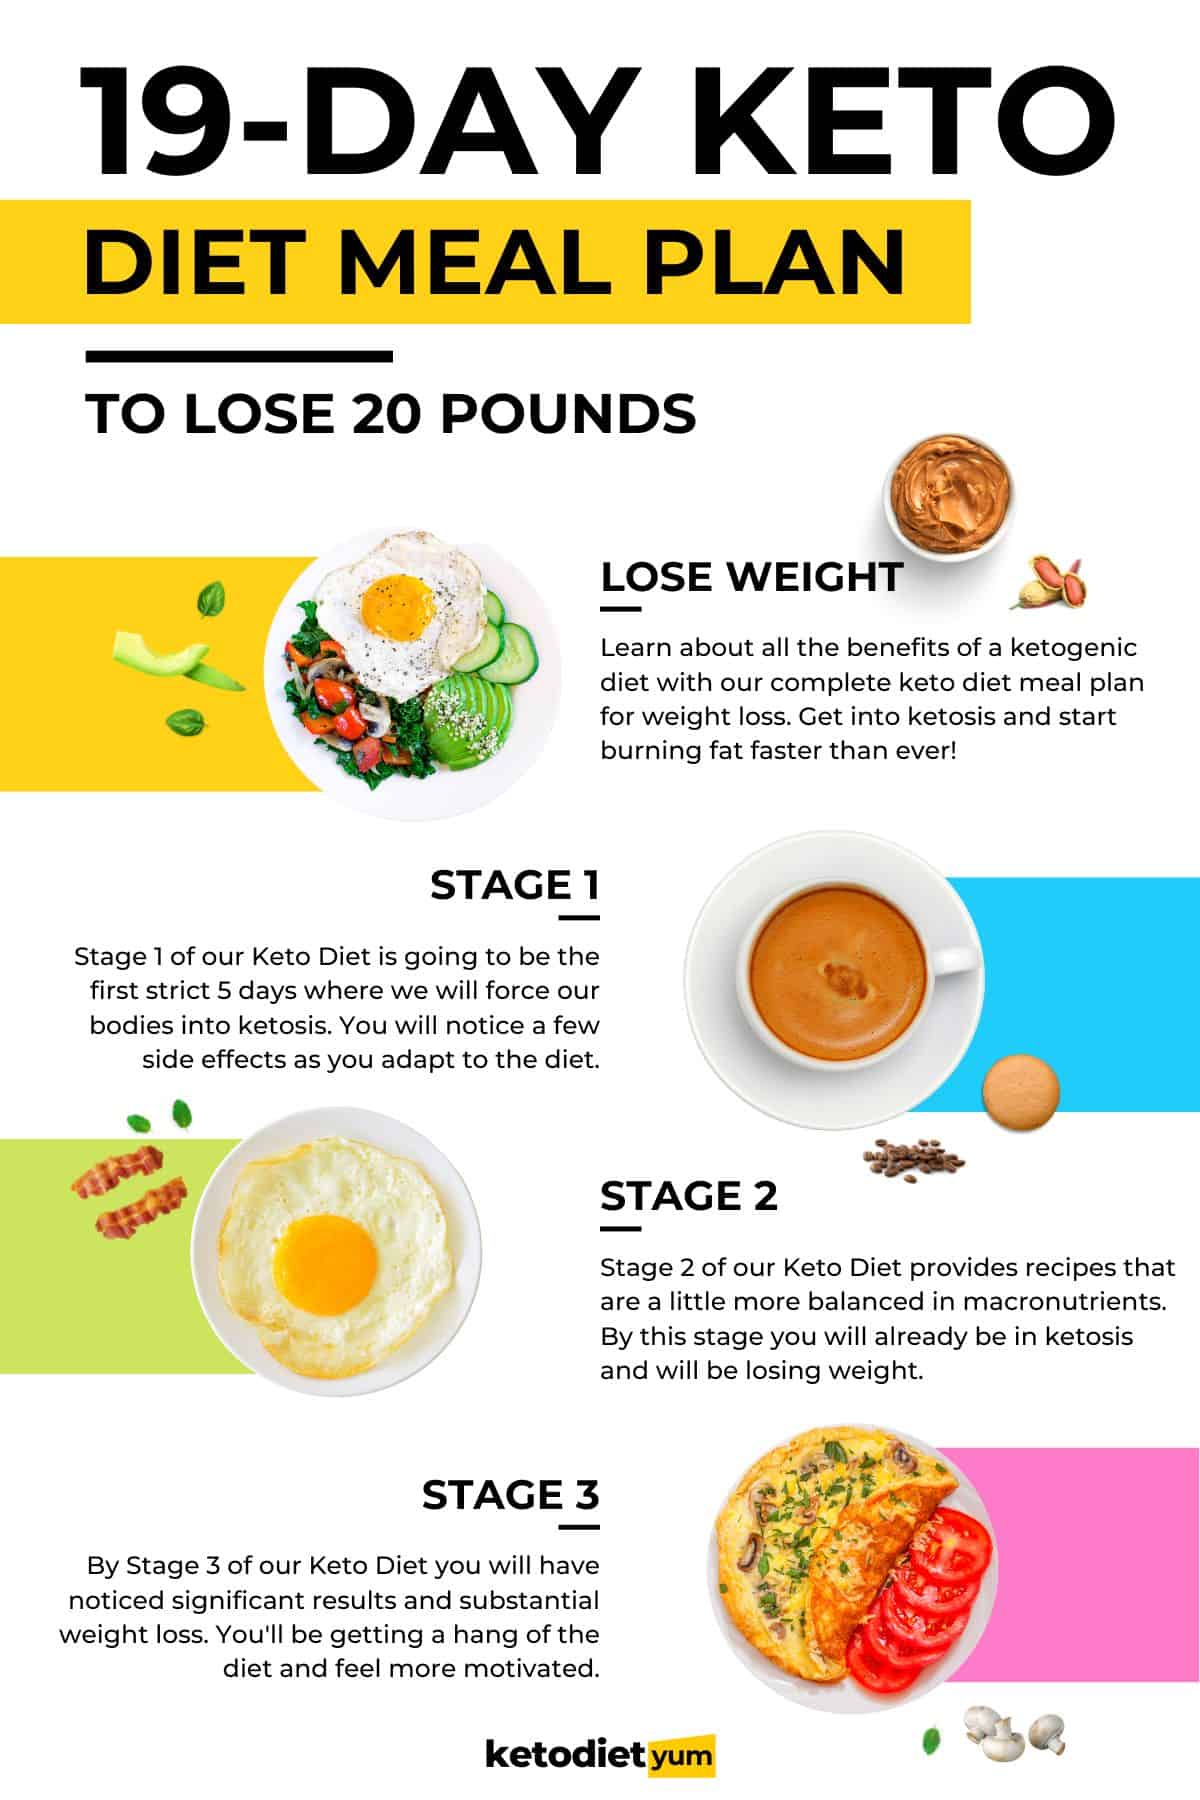 19-DAY KETO
DIET MEAL PLAN
TO LOSE 20 POUNDS
LOSE WEIGHT
Learn about all the benefits of a ketogenic
diet with our complete keto diet meal plan
for weight loss. Get into ketosis and start
burning fat faster than ever!
STAGE 1
Stage 1 of our Keto Diet is going to be the
first strict 5 days where we will force our
bodies into ketosis. You will notice a few
side effects as you adapt to the diet.
STAGE 2
Stage 2 of our Keto Diet provides recipes that
are a little more balanced in macronutrients.
By this stage you will already be in ketosis
and will be losing weight.
STAGE 3
By Stage 3 of our Keto Diet you will have
noticed significant results and substantial
weight loss. You'll be getting a hang of the
diet and feel more motivated.
ketodiet yum